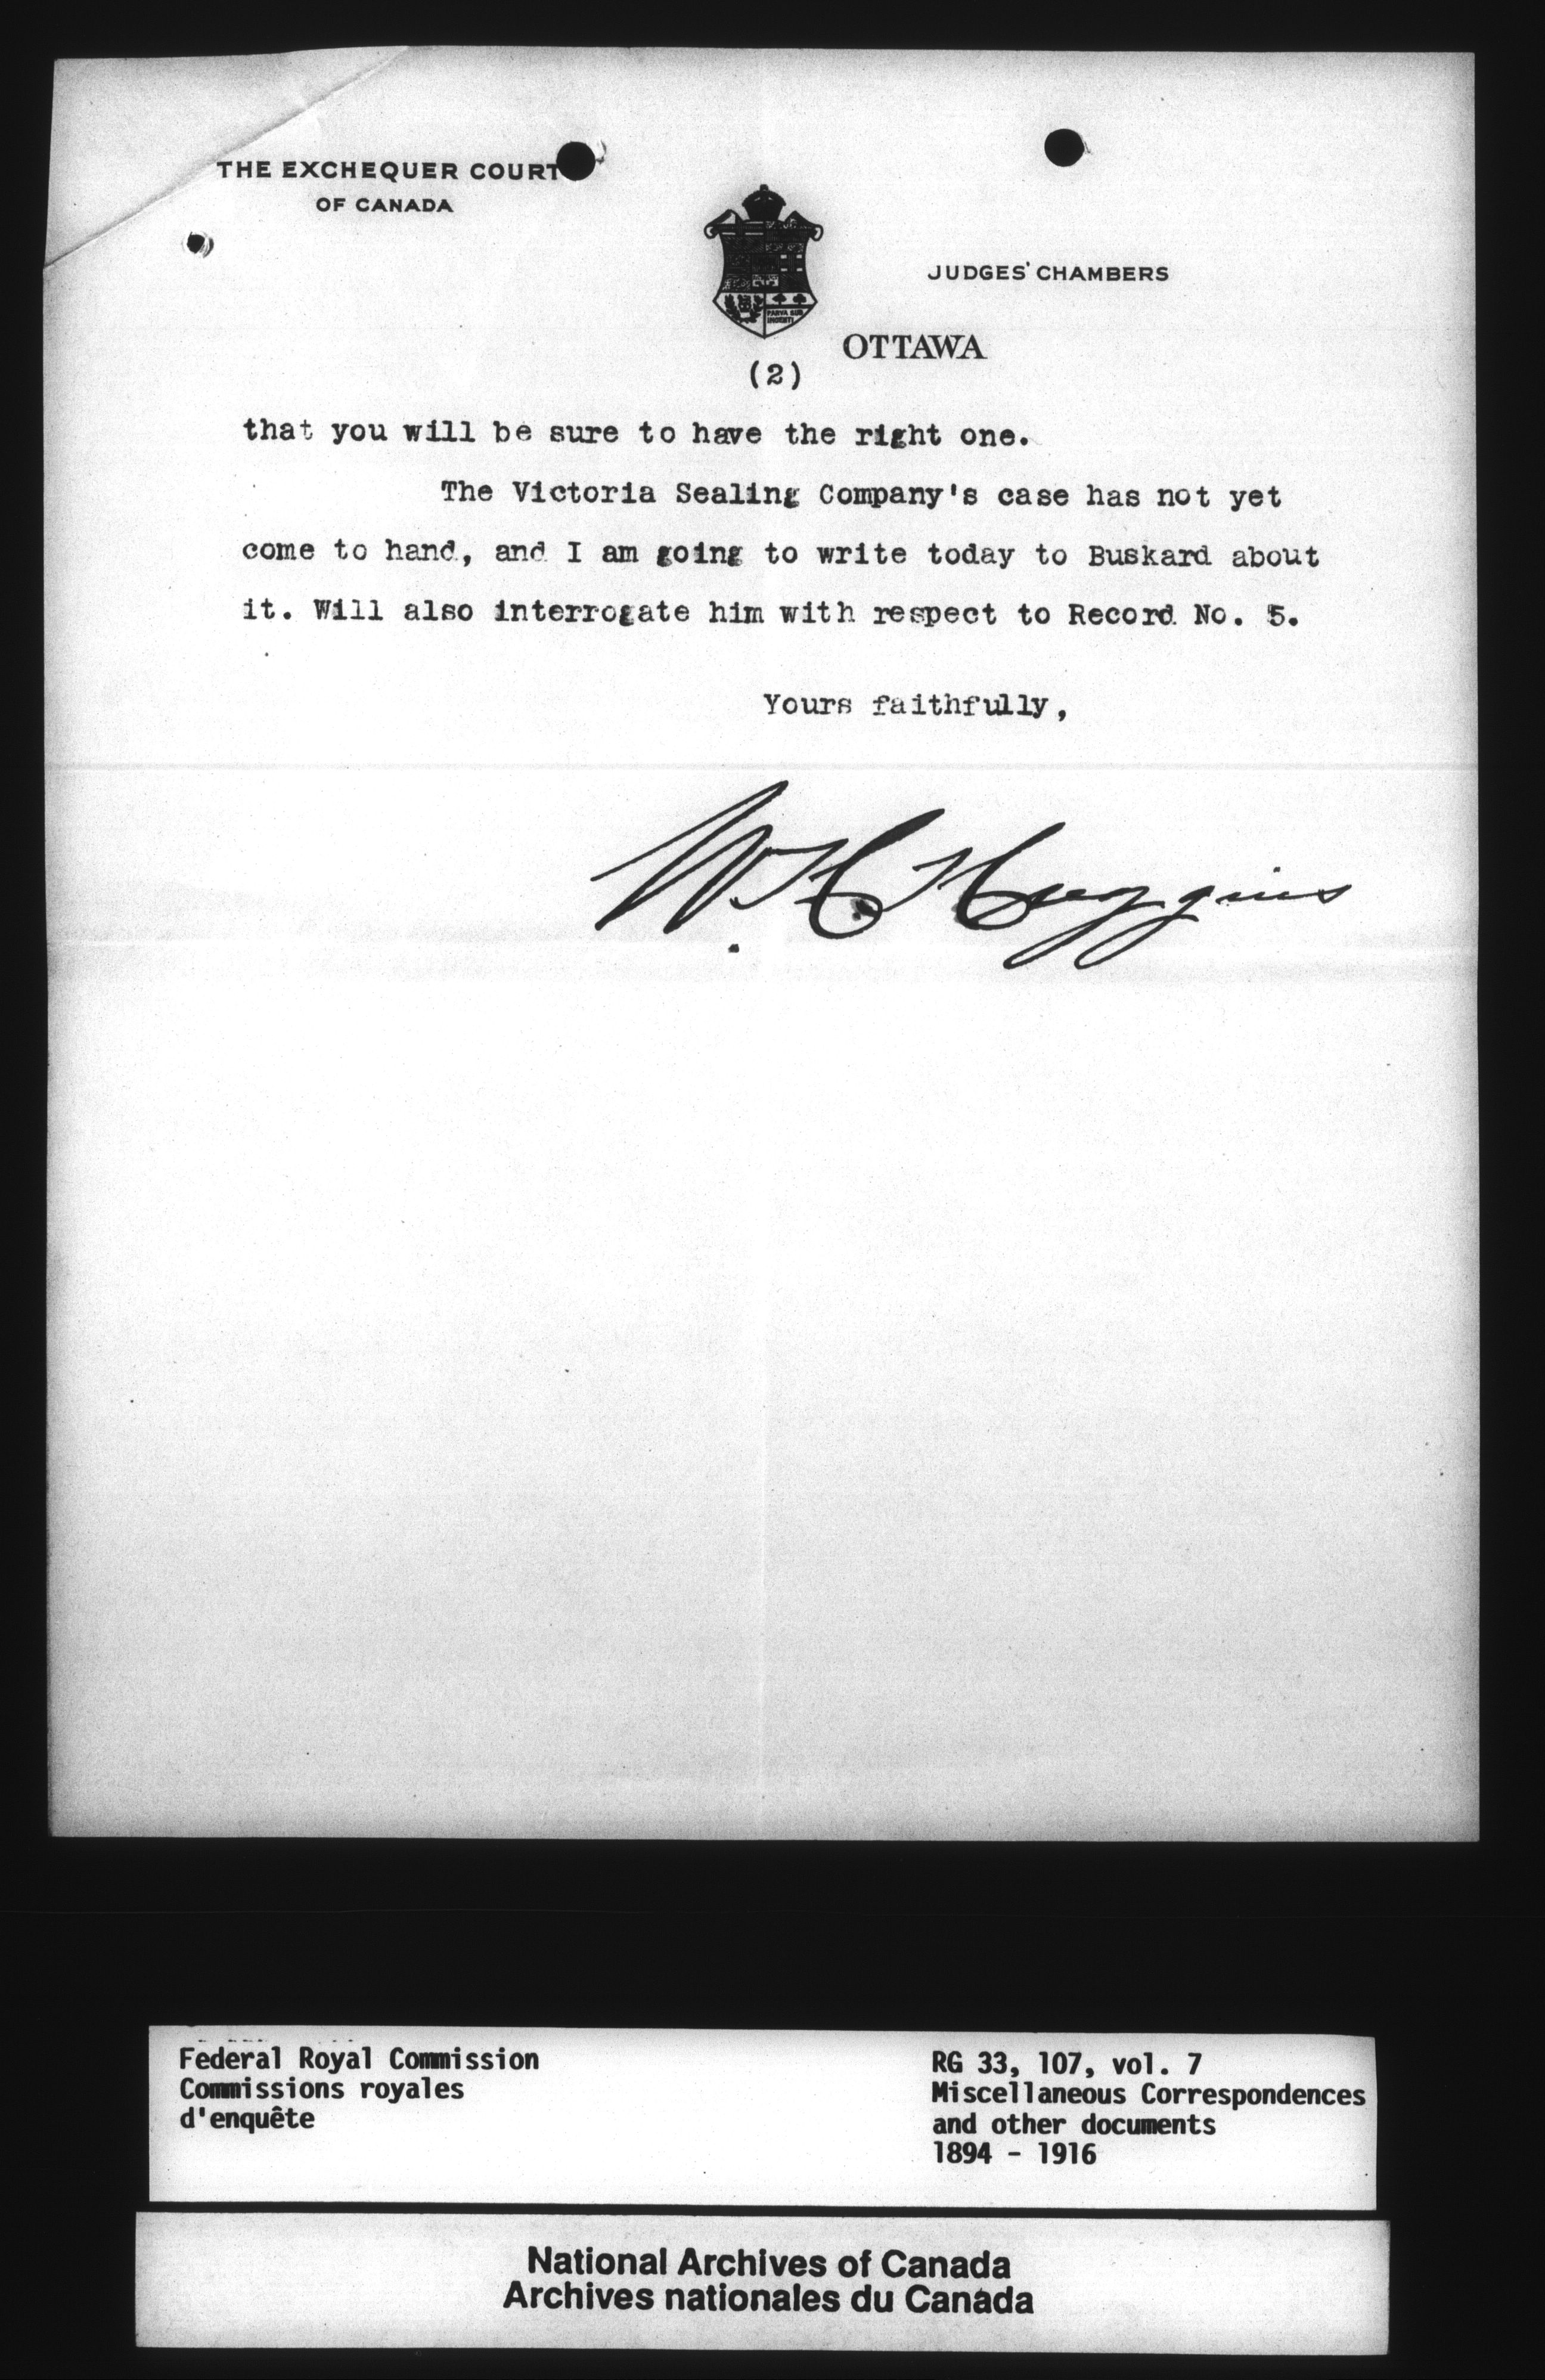 THE EXCHEQUER COURT
OF CANADA
JUDGES' CHAMBERS
PARVA SUB
INGENTI
OTTAWA
(2)
that you will be sure to have the right one.
The Victoria Sealing Company's case has not yet
come to hand, and I am going to write today to Buskard about
it. Will also interrogate him with respect to Record No. 5.
Yours faithfully,
W. H. Huggins
Federal Royal Commission
Commissions royales
d'enquête
RG 33, 107, vol. 7
Miscellaneous Correspondences
and other documents
1894 - 1916
National Archives of Canada
Archives nationales du Canada